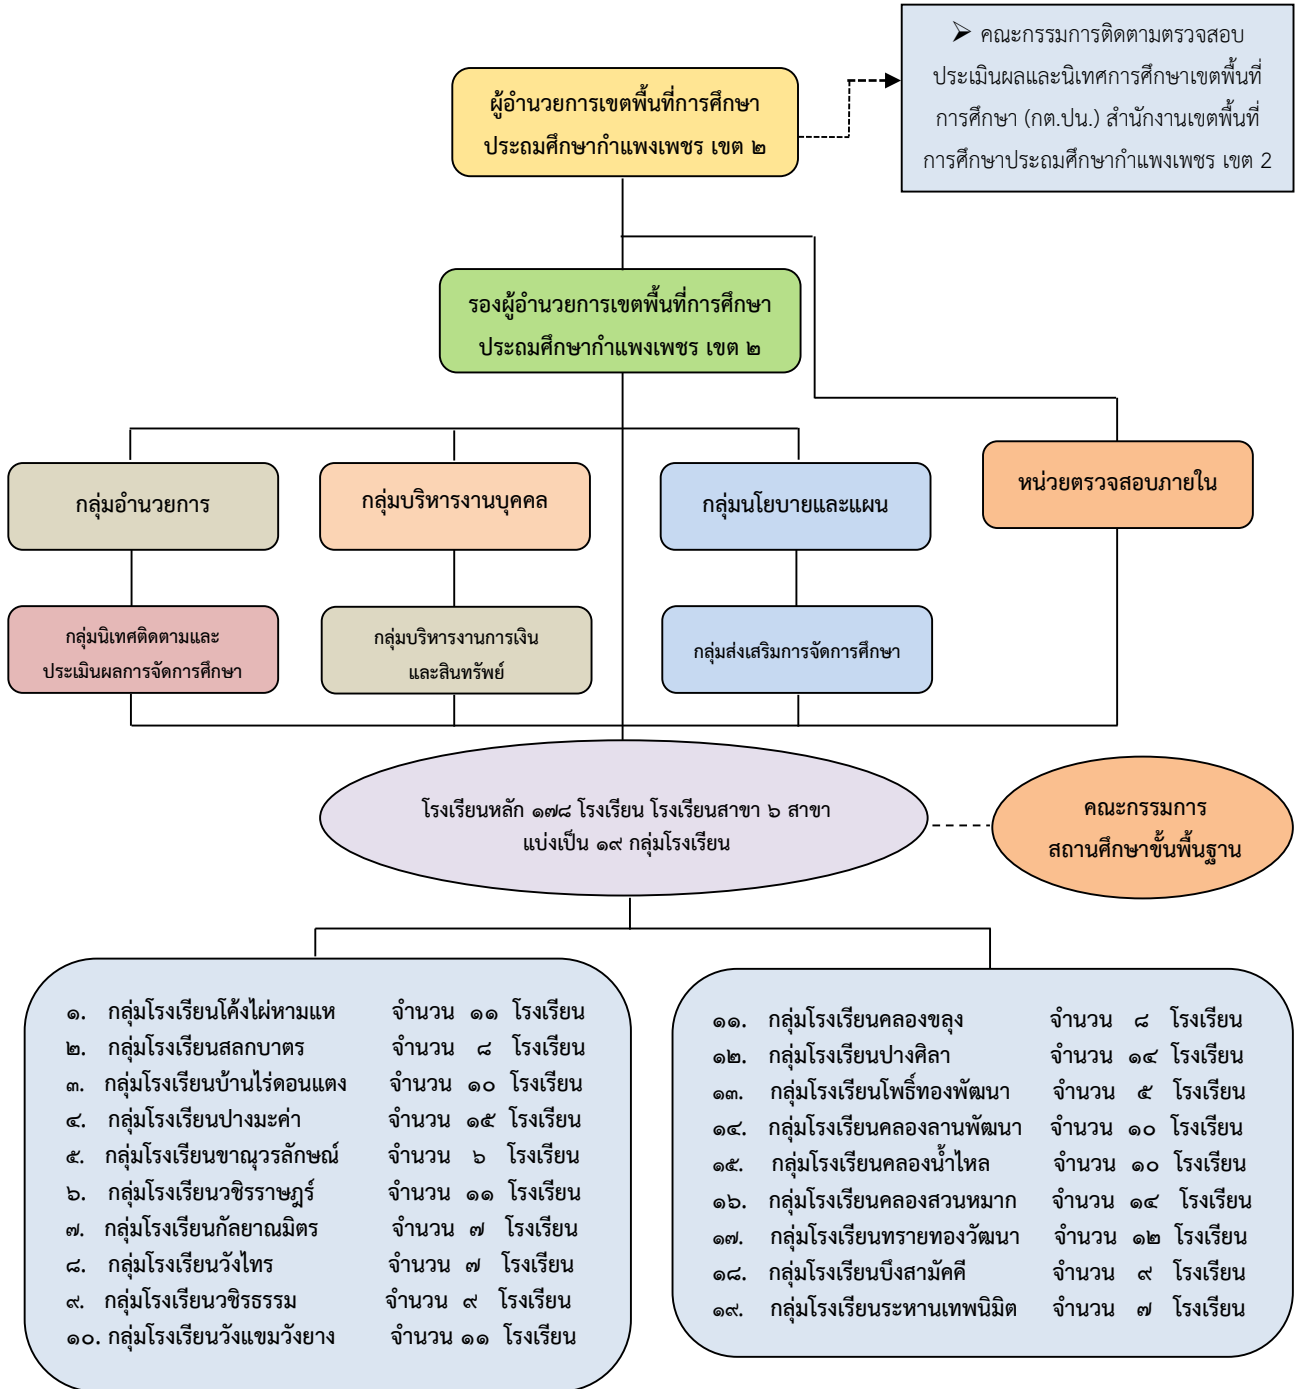 ➢ คณะกรรมการติดตามตรวจสอบ
ประเมินผลและนิเทศการศึกษาเขตพื้นที่
การศึกษา (กต.ปน.) สำนักงานเขตพื้นที่
การศึกษาประถมศึกษากำแพงเพชร เขต 2
ผู้อำนวยการเขตพื้นที่การศึกษา
ประถมศึกษากำแพงเพชร เขต ๒
รองผู้อำนวยการเขตพื้นที่การศึกษา
ประถมศึกษากำแพงเพชร เขต ๒
กลุ่มอำนวยการ
กลุ่มบริหารงานบุคคล
กลุ่มนโยบายและแผน
หน่วยตรวจสอบภายใน
กลุ่มนิเทศติดตามและ
ประเมินผลการจัดการศึกษา
กลุ่มบริหารงานการเงิน
และสินทรัพย์
กลุ่มส่งเสริมการจัดการศึกษา
โรงเรียนหลัก ๑๗๘ โรงเรียน โรงเรียนสาขา ๖ สาขา
แบ่งเป็น ๑๙ กลุ่มโรงเรียน
คณะกรรมการ
สถานศึกษาขั้นพื้นฐาน
๑. กลุ่มโรงเรียนโค้งไผ่หามแห จำนวน ๑๑ โรงเรียน
๒. กลุ่มโรงเรียนสลกบาตร จำนวน ๘ โรงเรียน
๓. กลุ่มโรงเรียนบ้านไร่ดอนแตง จำนวน ๑๐ โรงเรียน
๔. กลุ่มโรงเรียนปางมะค่า จำนวน ๑๕ โรงเรียน
๕. กลุ่มโรงเรียนขาณุวรลักษณ์ จำนวน ๖ โรงเรียน
๖. กลุ่มโรงเรียนวชิรราษฎร์ จำนวน ๑๑ โรงเรียน
๗. กลุ่มโรงเรียนกัลยาณมิตร จำนวน ๗ โรงเรียน
๘. กลุ่มโรงเรียนวังไทร จำนวน ๗ โรงเรียน
๙. กลุ่มโรงเรียนวชิรธรรม จำนวน ๙ โรงเรียน
๑๐. กลุ่มโรงเรียนวังแขมวังยาง จำนวน ๑๑ โรงเรียน
๑๑. กลุ่มโรงเรียนคลองขลุง จำนวน ๘ โรงเรียน
๑๒. กลุ่มโรงเรียนปางศิลา จำนวน ๑๔ โรงเรียน
๑๓. กลุ่มโรงเรียนโพธิ์ทองพัฒนา จำนวน ๕ โรงเรียน
๑๔. กลุ่มโรงเรียนคลองลานพัฒนา จำนวน ๑๐ โรงเรียน
๑๕. กลุ่มโรงเรียนคลองน้ำไหล จำนวน ๑๐ โรงเรียน
๑๖. กลุ่มโรงเรียนคลองสวนหมาก จำนวน ๑๔ โรงเรียน
๑๗. กลุ่มโรงเรียนทรายทองวัฒนา จำนวน ๑๒ โรงเรียน
๑๘. กลุ่มโรงเรียนบึงสามัคคี จำนวน ๙ โรงเรียน
๑๙. กลุ่มโรงเรียนระหานเทพนิมิต จำนวน ๗ โรงเรียน